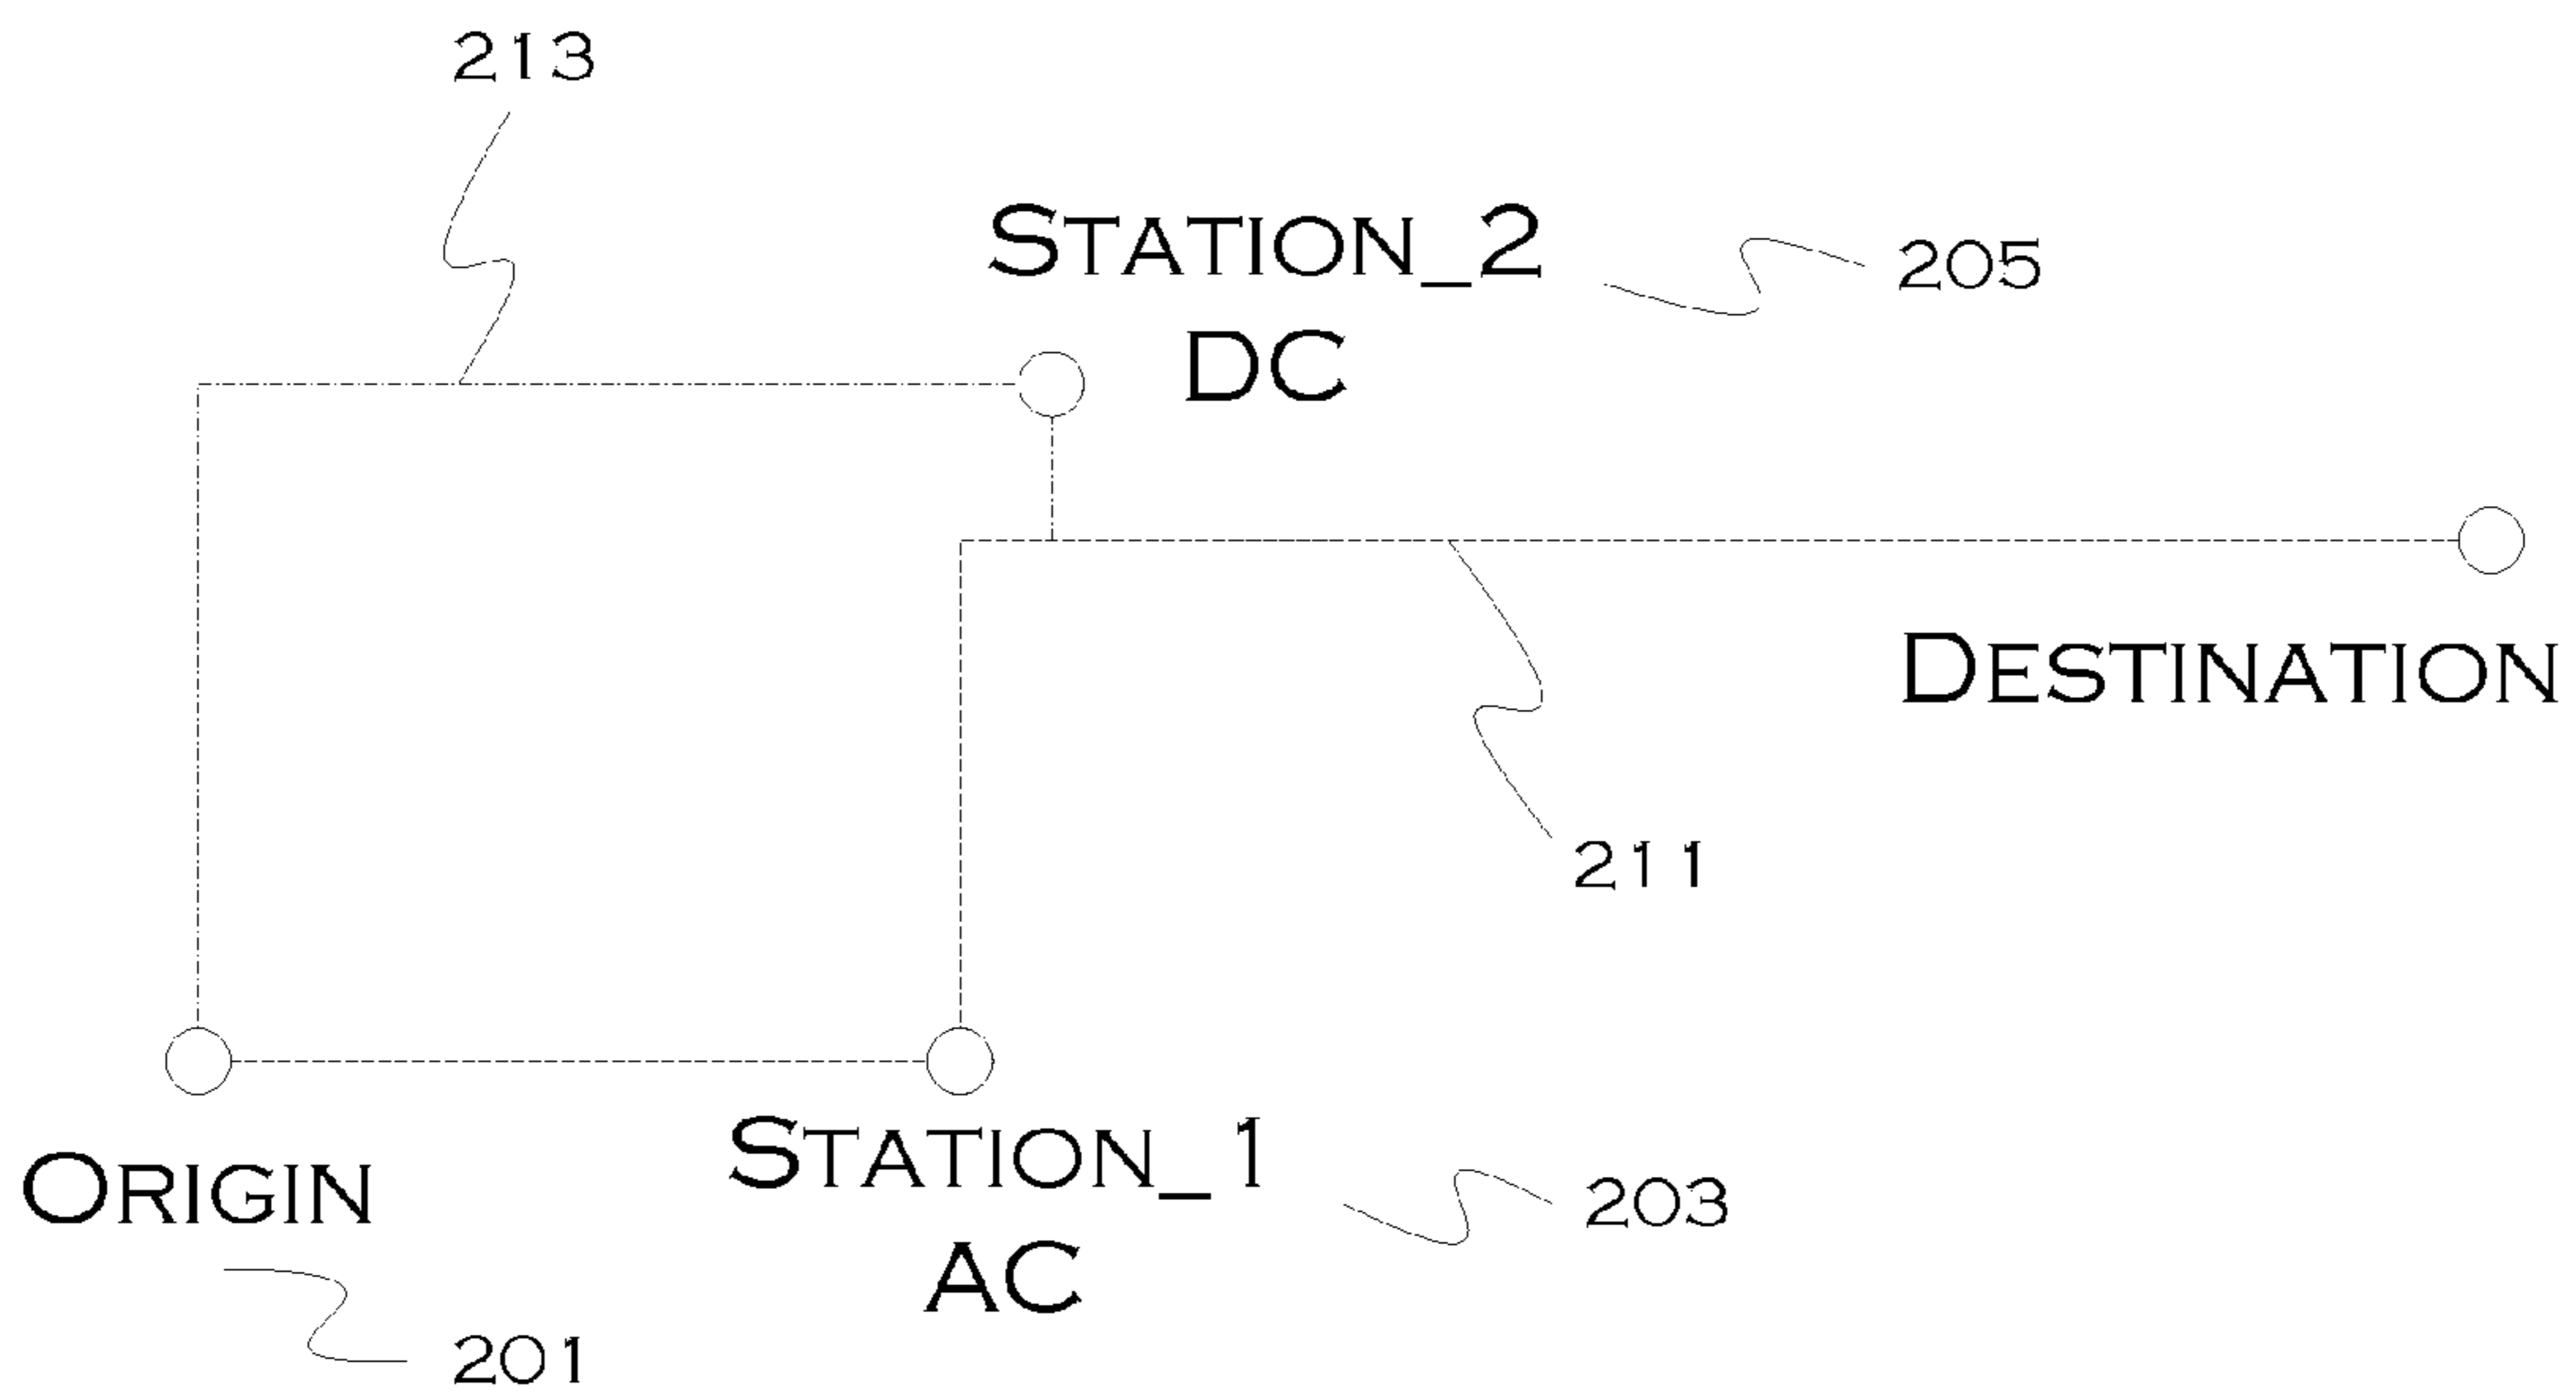 213
STATION_2
205
DC
DESTINATION
211
STATION_1
203
ORIGIN
AC
201